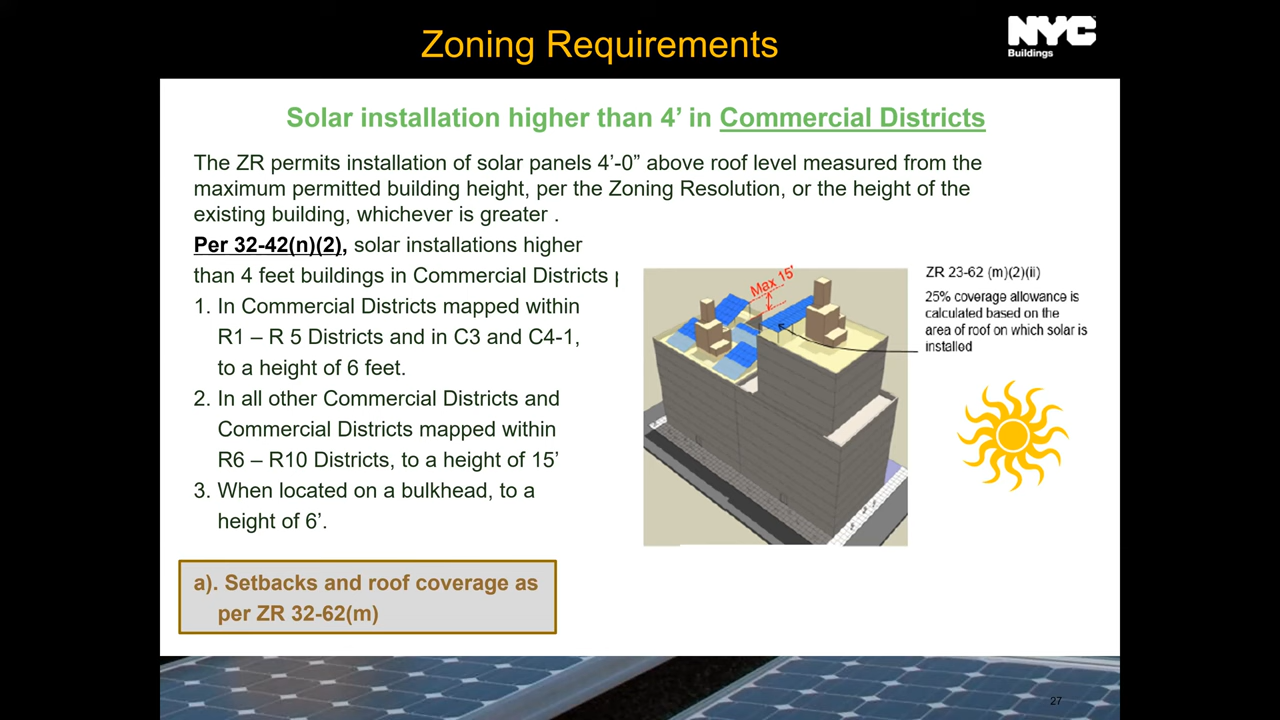 Zoning Requirements
NYC
Buildings
Solar installation higher than 4’ in Commercial Districts
The ZR permits installation of solar panels 4’-0” above roof level measured from the
maximum permitted building height, per the Zoning Resolution, or the height of the
existing building, whichever is greater .
Per 32-42(n)(2), solar installations higher
than 4 feet buildings in Commercial Districts
1. In Commercial Districts mapped within
R1 – R 5 Districts and in C3 and C4-1,
to a height of 6 feet.
2. In all other Commercial Districts and
Commercial Districts mapped within
R6 – R10 Districts, to a height of 15’
3. When located on a bulkhead, to a
height of 6’.
a). Setbacks and roof coverage as
per ZR 32-62(m)
Max 15'
ZR 23-62 (m)(2)(ii)
25% coverage allowance is
calculated based on the
area of roof on which solar is
installed
27